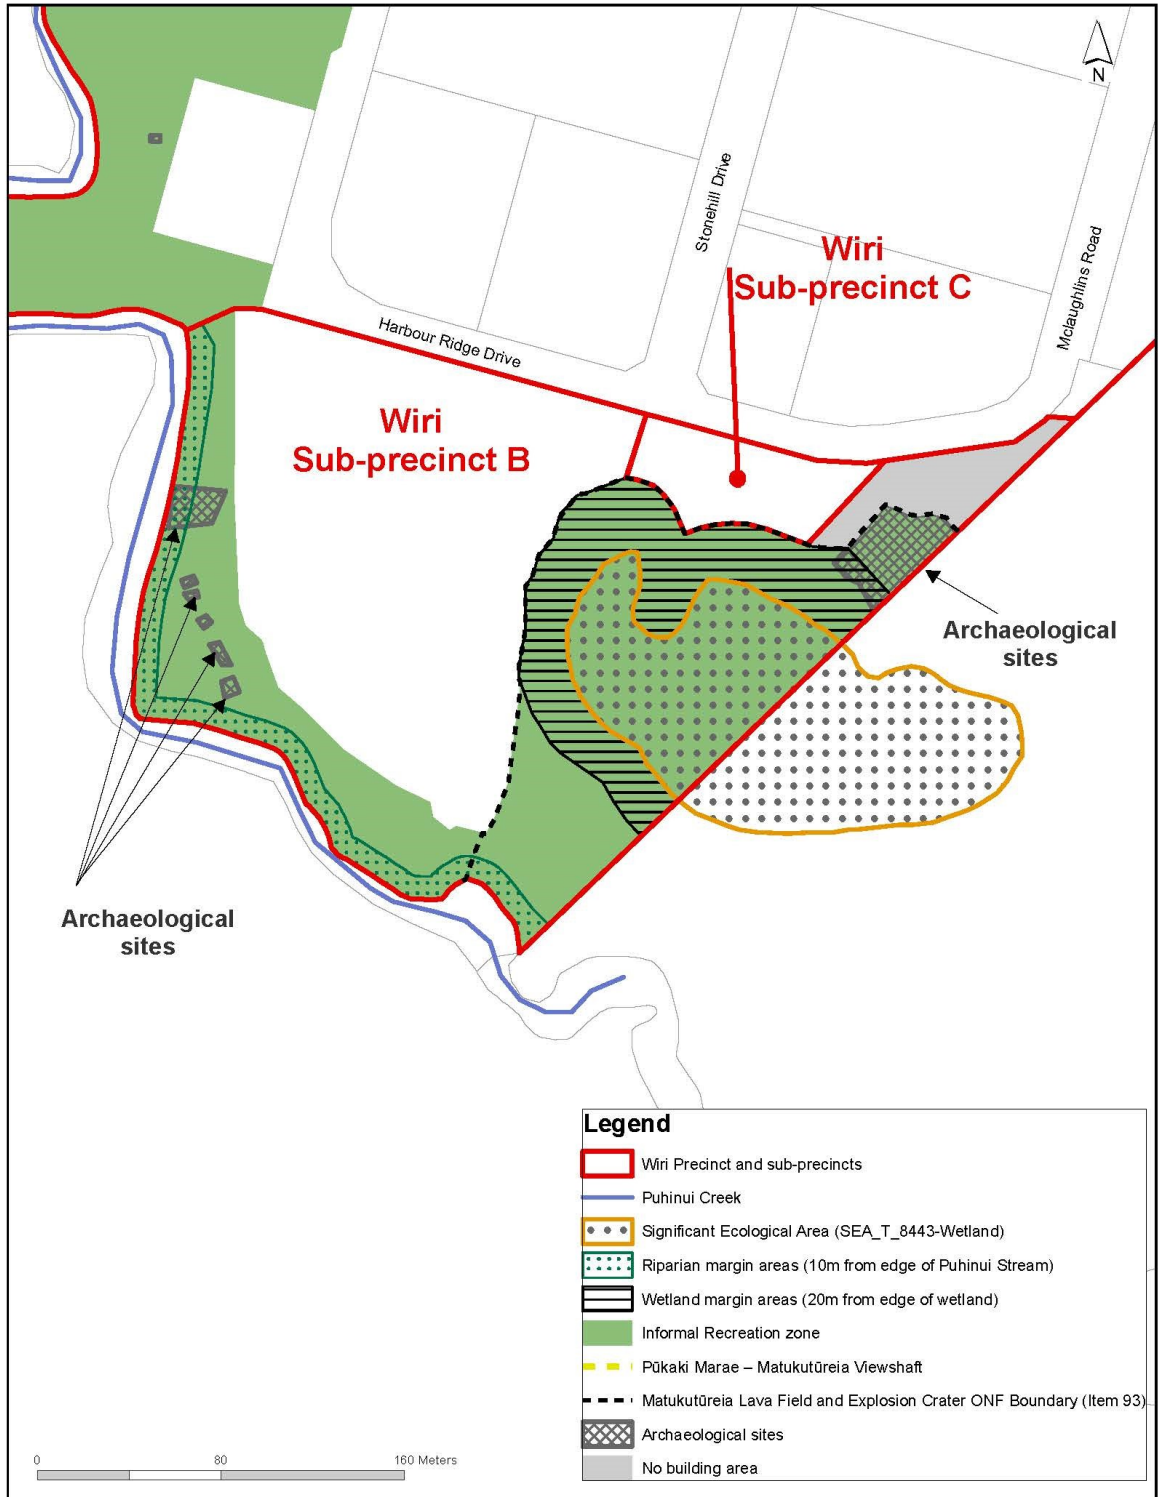 N
Stonehill Drive
Wiri
Sub-precinct C
Mclaughlins Road
Harbour Ridge Drive
Wiri
Sub-precinct B
Archaeological
sites
Archaeological
sites
Legend
Wiri Precinct and sub-precincts
Puhinui Creek
Significant Ecological Area (SEA_T_8443-Wetland)
Riparian margin areas (10m from edge of Puhinui Stream)
Wetland margin areas (20m from edge of wetland)
Informal Recreation zone
Pūkaki Marae – Matukutūreia Viewshaft
Matukutūreia Lava Field and Explosion Crater ONF Boundary (Item 93)
Archaeological sites
No building area
0 80 160 Meters